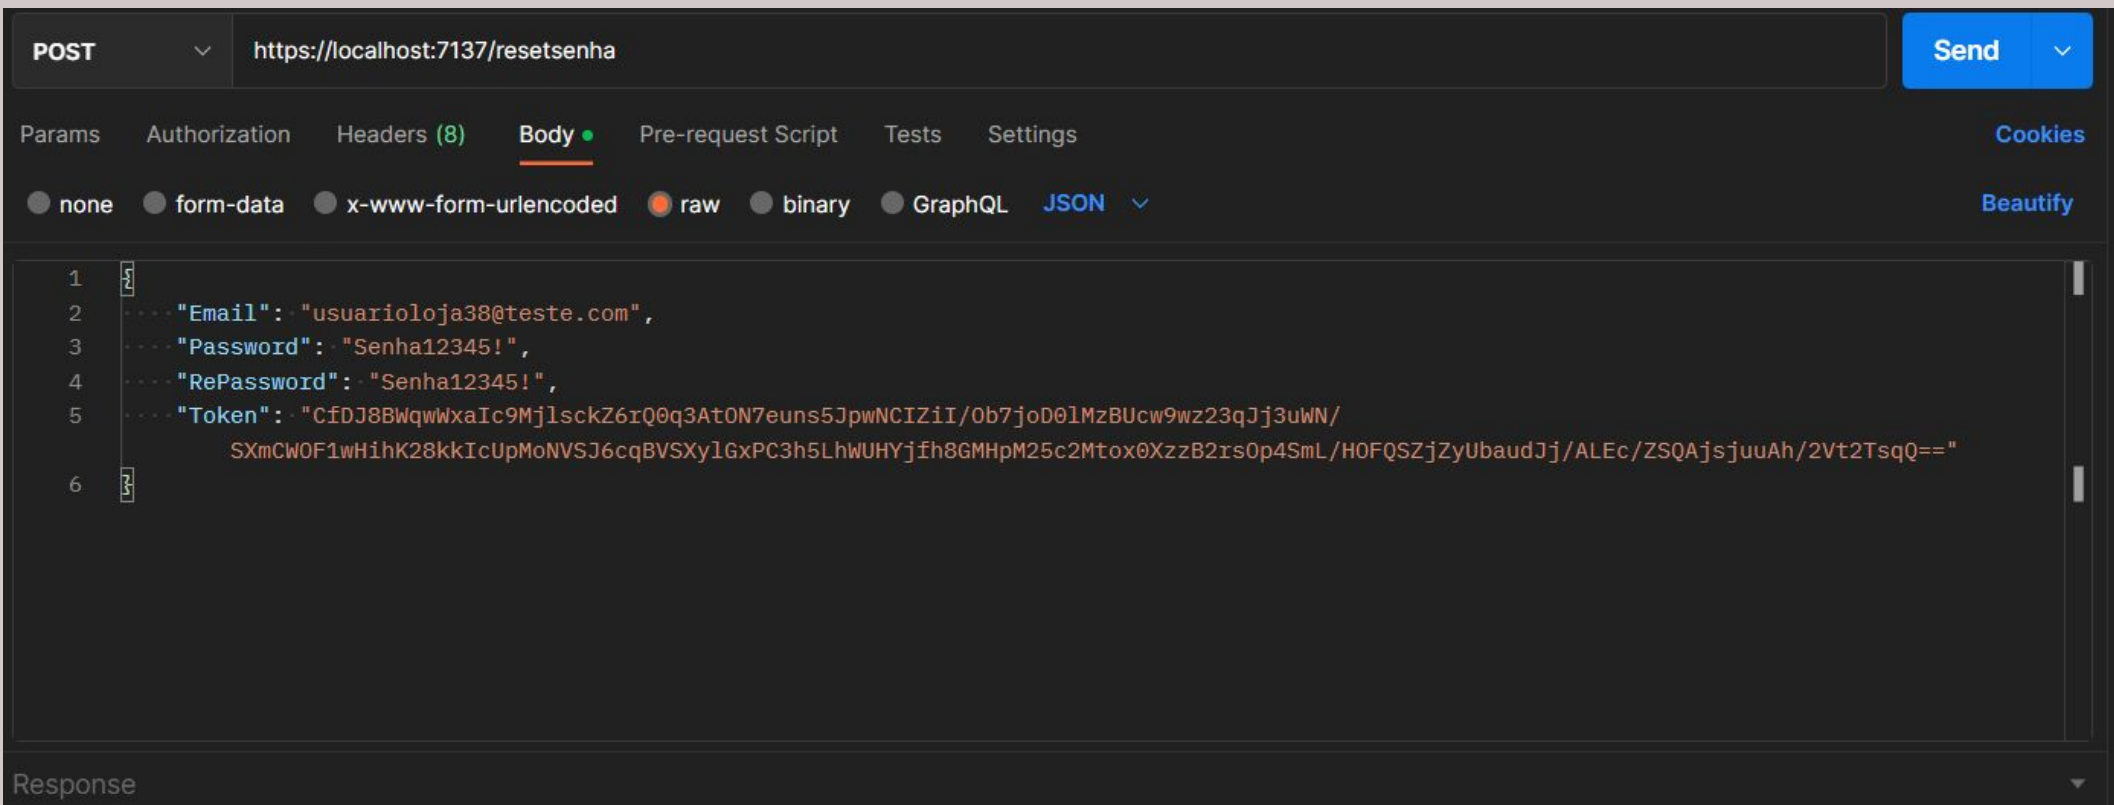 POST https://localhost:7137/resetsenha Send
Params Authorization Headers (8) Body Pre-request Script Tests Settings Cookies
none form-data x-www-form-urlencoded raw binary GraphQL JSON Beautify
1 {
2 "Email": "usuarioloja38@teste.com",
3 "Password": "Senha12345!",
4 "RePassword": "Senha12345!",
5 "Token": "CfDJ8BWqwWxaIc9MjlsckZ6rQ0q3AtON7euns5JpwNCIZiI/Ob7joD0lMzBUcw9wz23qJj3uWN/
SXmCWOF1wHihK28kkIcUpMoNVSJ6cqBVSXylGxPC3h5LhWUHYjfh8GMHpM25c2Mtox0XzzB2rsOp4SmL/HOFQSZjZyUbaudJj/ALEc/ZSQAjsjuuAh/2Vt2TsqQ=="
6 }
Response